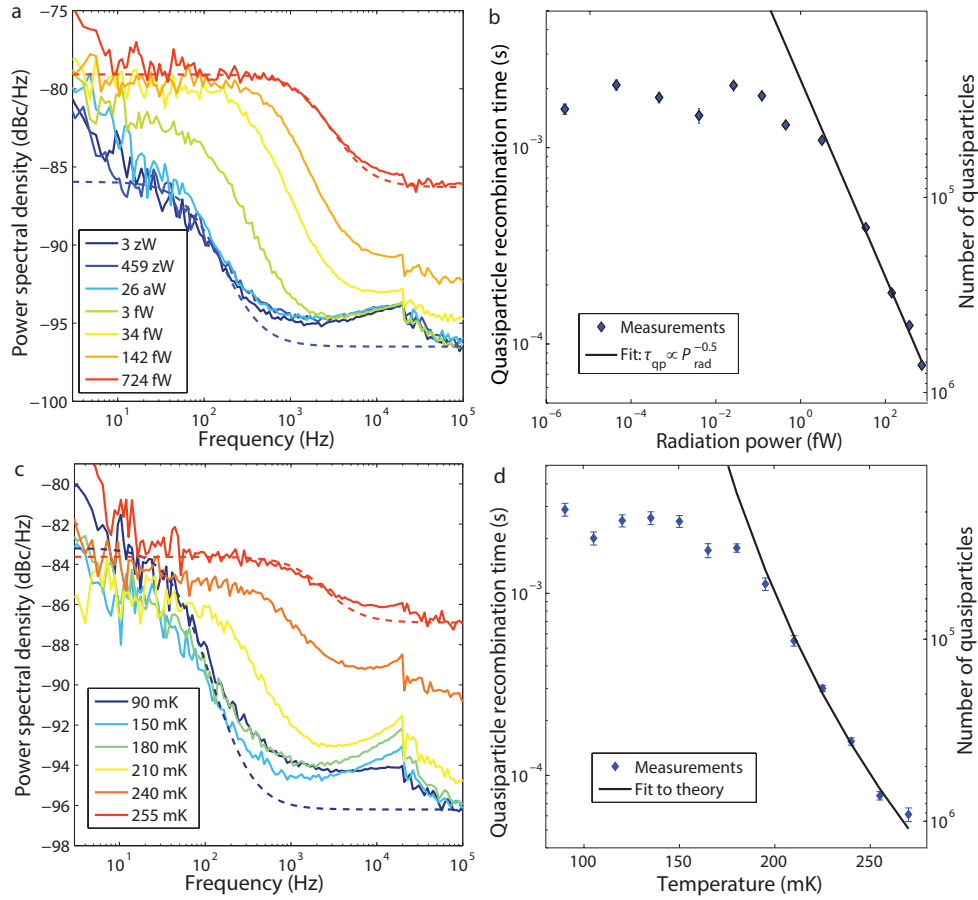 a
−75
−80
−85
−90
−95
−100
Power spectral density (dBc/Hz)
3 zW
459 zW
26 aW
3 fW
34 fW
142 fW
724 fW
10^1
10^2
10^3
10^4
10^5
Frequency (Hz)
b
10^−3
10^−4
Quasiparticle recombination time (s)
Measurements
Fit: τ_qp ∝ P_rad^−0.5
10^5
10^6
Number of quasiparticles
10^−6
10^−4
10^−2
10^0
10^2
Radiation power (fW)
c
−80
−82
−84
−86
−88
−90
−92
−94
−96
−98
Power spectral density (dBc/Hz)
90 mK
150 mK
180 mK
210 mK
240 mK
255 mK
10^1
10^2
10^3
10^4
10^5
Frequency (Hz)
d
10^−3
10^−4
Quasiparticle recombination time (s)
Measurements
Fit to theory
10^5
10^6
Number of quasiparticles
100
150
200
250
Temperature (mK)